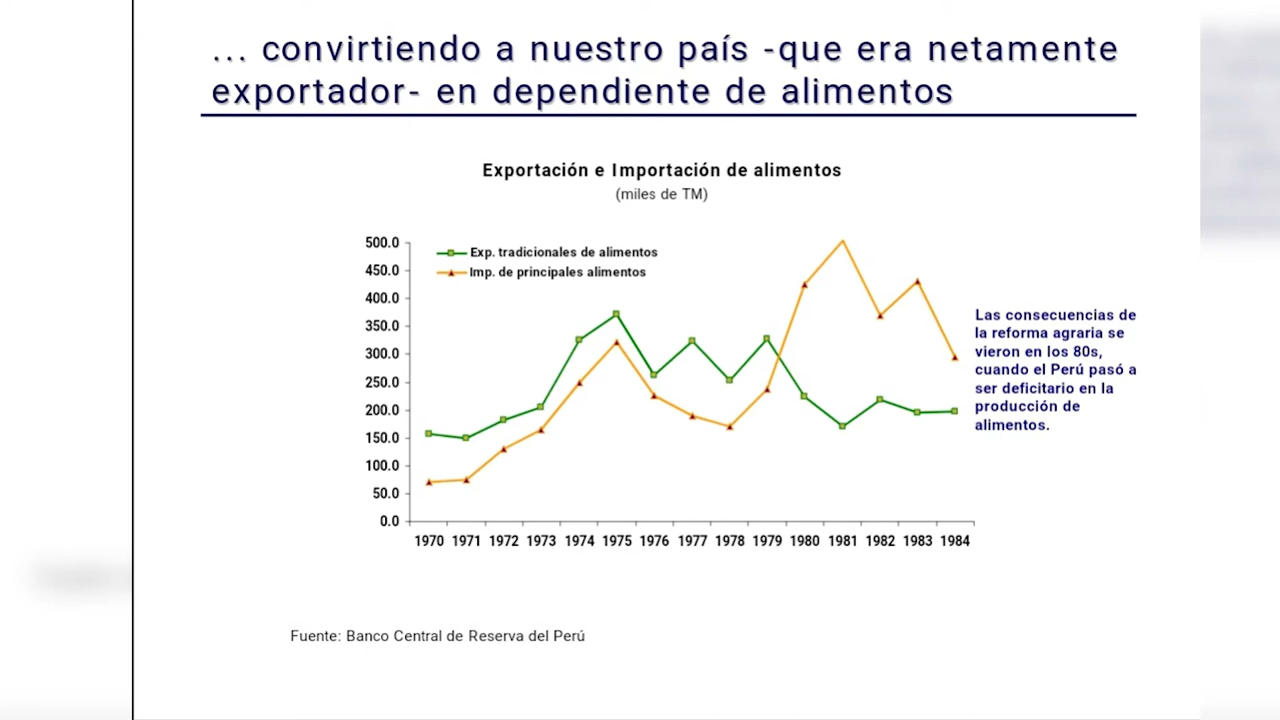 ... convirtiendo a nuestro país -que era netamente
exportador- en dependiente de alimentos
Exportación e Importación de alimentos
(miles de TM)
500.0
450.0
400.0
350.0
300.0
250.0
200.0
150.0
100.0
50.0
0.0
Exp. tradicionales de alimentos
Imp. de principales alimentos
1970 1971 1972 1973 1974 1975 1976 1977 1978 1979 1980 1981 1982 1983 1984
Las consecuencias de
la reforma agraria se
vieron en los 80s,
cuando el Perú pasó a
ser deficitario en la
producción de
alimentos.
Fuente: Banco Central de Reserva del Perú